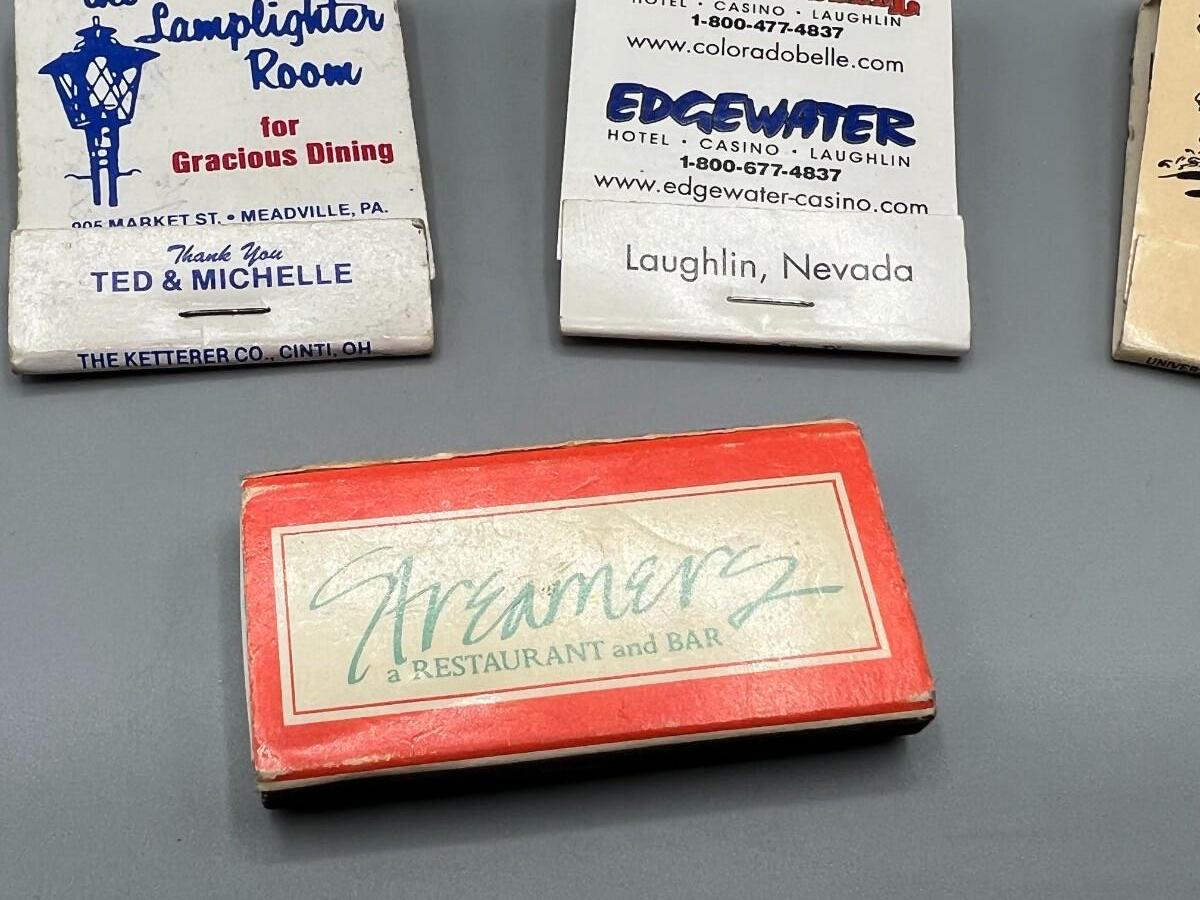 the
Lamplighter
Room
for
Gracious Dining
905 MARKET ST. • MEADVILLE, PA.
Thank You
TED & MICHELLE
THE KETTERER CO., CINTI, OH
HOTEL · CASINO · LAUGHLIN
1-800-477-4837
www.coloradobelle.com
EDGEWATER
HOTEL · CASINO · LAUGHLIN
1-800-677-4837
www.edgewater-casino.com
Laughlin, Nevada
Streamers
a RESTAURANT and BAR